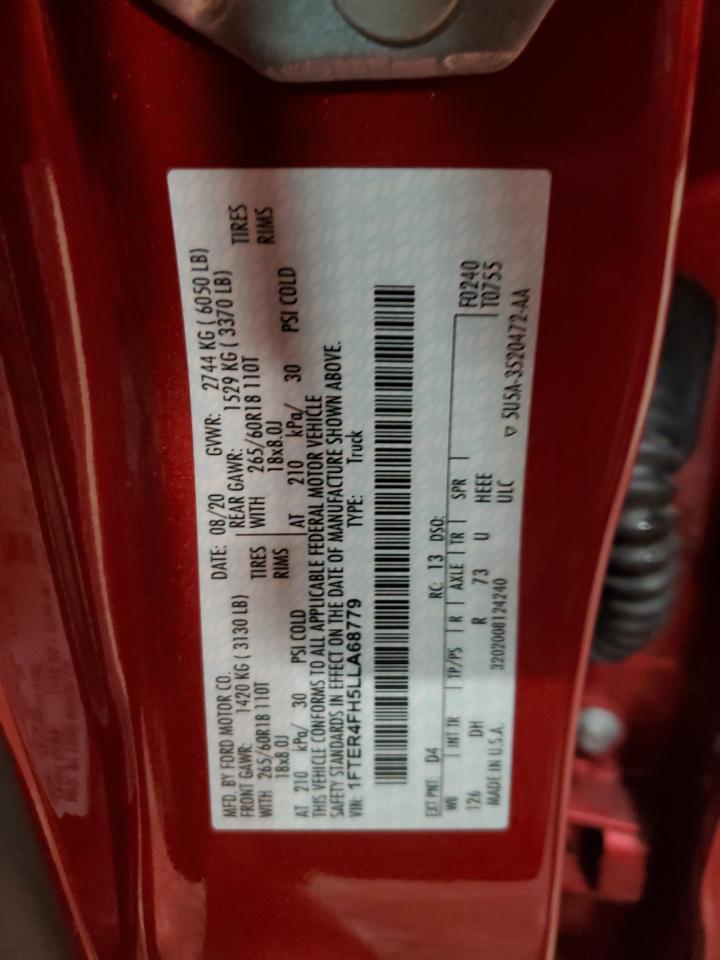 MFD. BY FORD MOTOR CO.
DATE: 08/20 GVWR: 2744 KG ( 6050 LB)
FRONT GAWR: 1420 KG ( 3130 LB)
REAR GAWR: 1529 KG ( 3370 LB)
WITH 265/60R18 110T TIRES
WITH 265/60R18 110T TIRES
18x8.0J RIMS
18x8.0J RIMS
AT 210 kPa/ 30 PSI COLD
AT 210 kPa/ 30 PSI COLD
THIS VEHICLE CONFORMS TO ALL APPLICABLE FEDERAL MOTOR VEHICLE
SAFETY STANDARDS IN EFFECT ON THE DATE OF MANUFACTURE SHOWN ABOVE.
VIN: 1FTER4FH5LLA68779 TYPE: Truck
EXT PNT: D4 RC: 13 DSO: F0240
WB INT TR TP/PS R AXLE TR SPR T0755
126 DH R 73 U HEEE
MADE IN U.S.A. 3202008124240 ULC ▽ 5U5A-3520472-AA